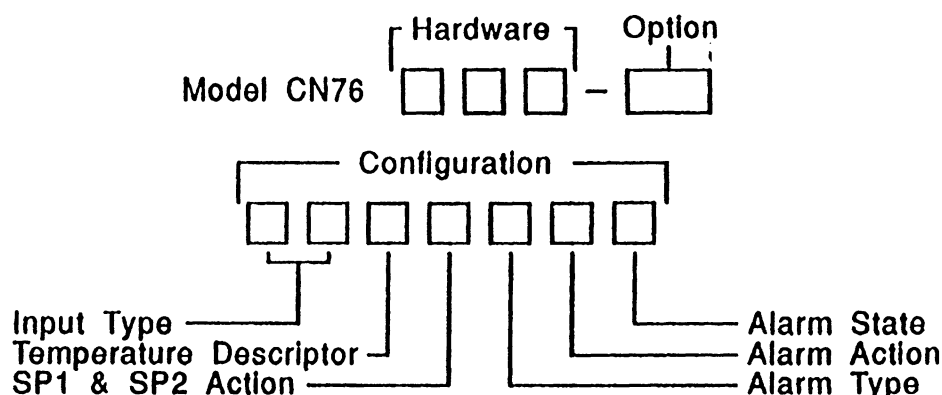 Hardware Option
Model CN76 –
Configuration
Input Type Alarm State
Temperature Descriptor Alarm Action
SP1 & SP2 Action Alarm Type